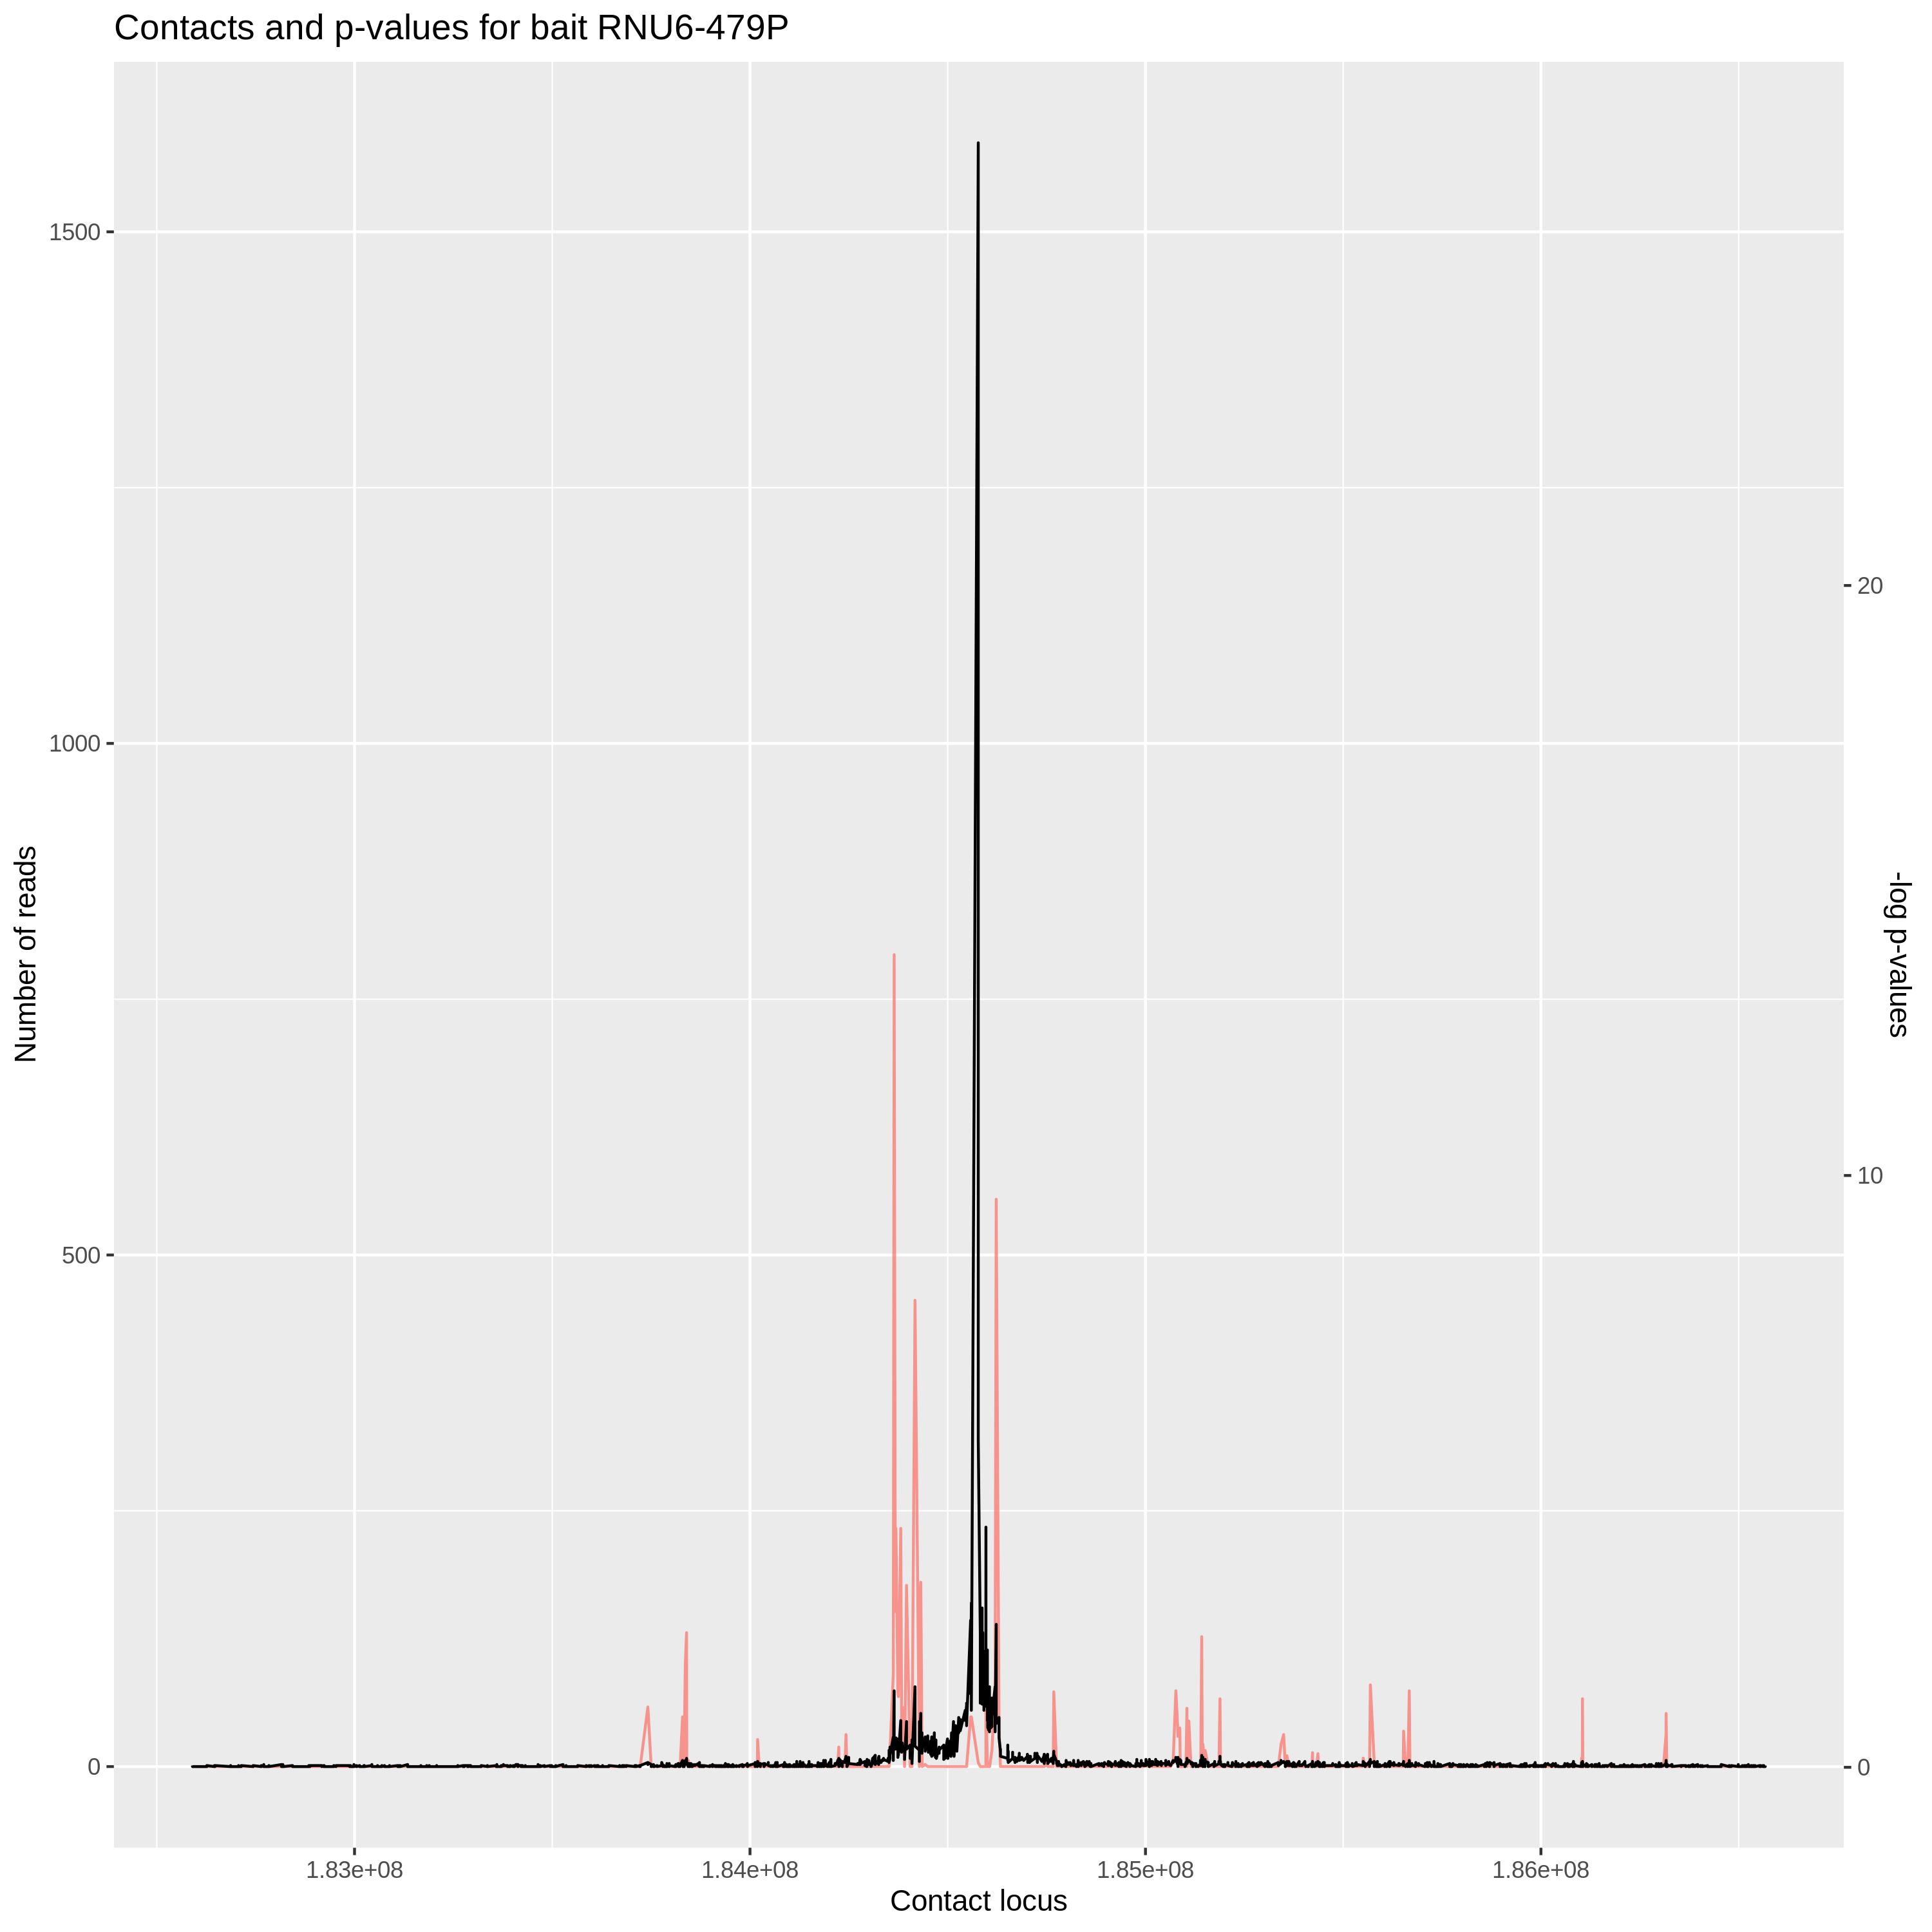 Contacts and p-values for bait RNU6-479P
1500
1000
500
0
Number of reads
20
10
0
-log p-values
1.83e+08
1.84e+08
1.85e+08
1.86e+08
Contact locus